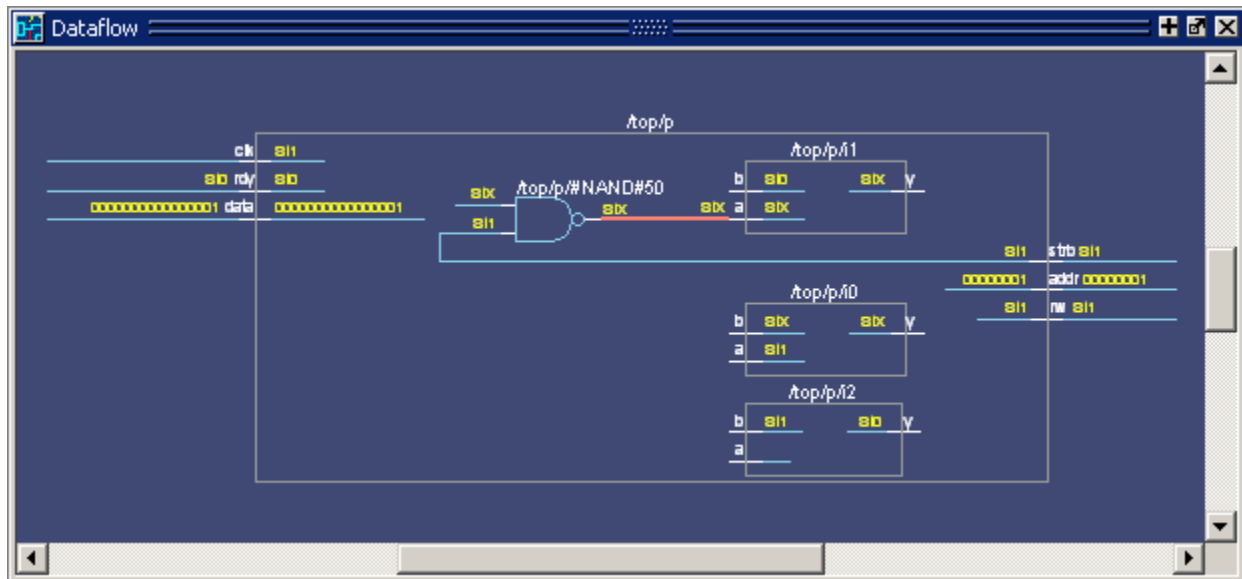 Dataflow
/top/p
clk St1
St0 rdy St0
0000000000000001 data 0000000000000001
/top/p/#NAND#50
StX
St1
StX
StX
/top/p/i1
b St0 StX y
a StX
St1 strb St1
00000001 addr 00000001
St1 rw St1
/top/p/i0
b StX StX y
a St1
/top/p/i2
b St1 St0 y
a